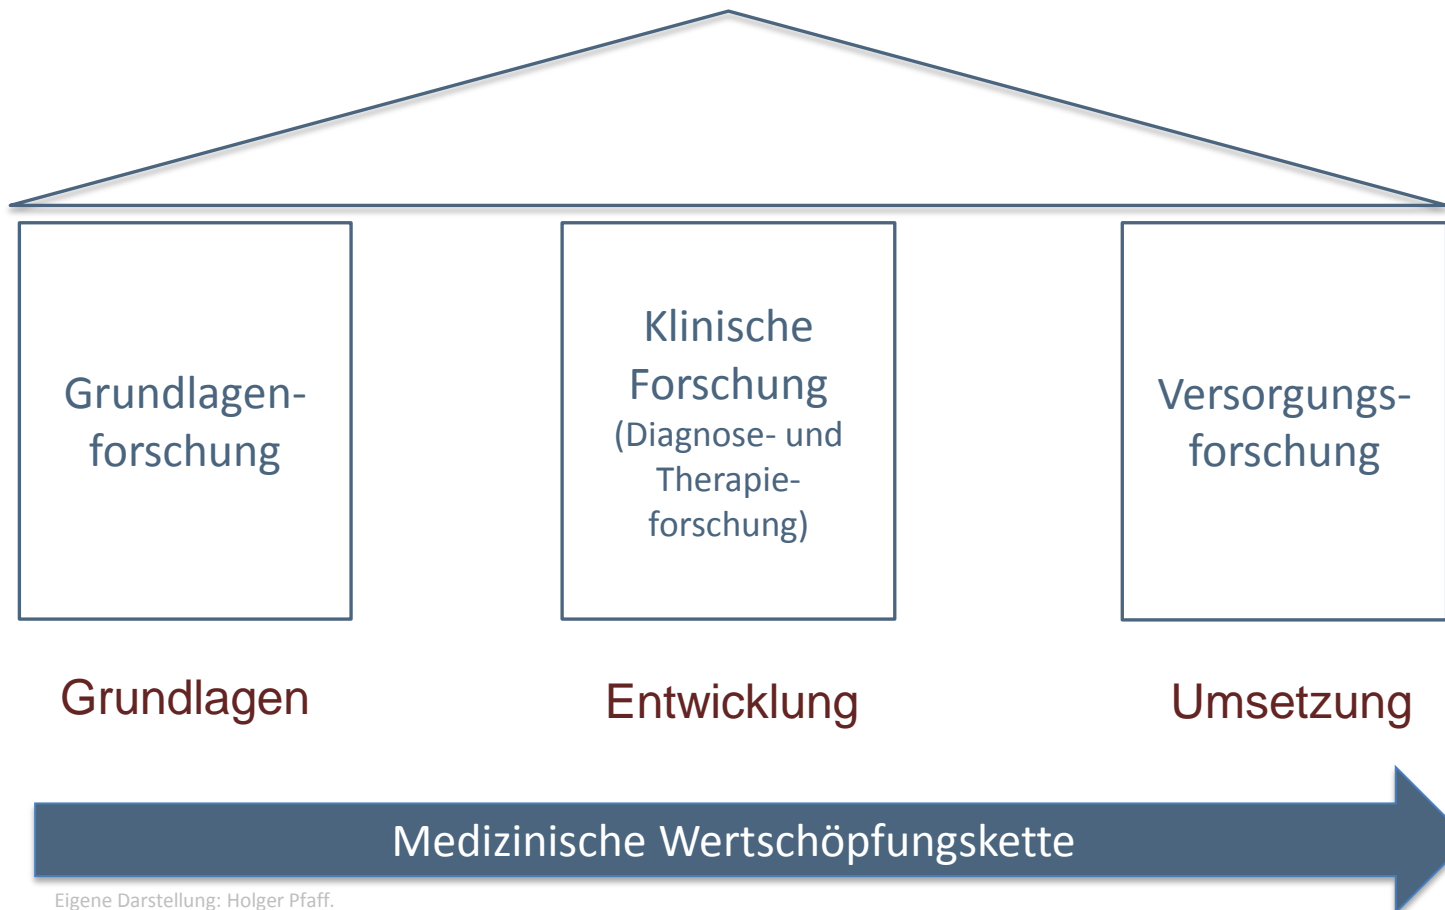 Grundlagen-
forschung
Klinische
Forschung
(Diagnose- und
Therapie-
forschung)
Versorgungs-
forschung
Grundlagen
Entwicklung
Umsetzung
Medizinische Wertschöpfungskette
Eigene Darstellung: Holger Pfaff.